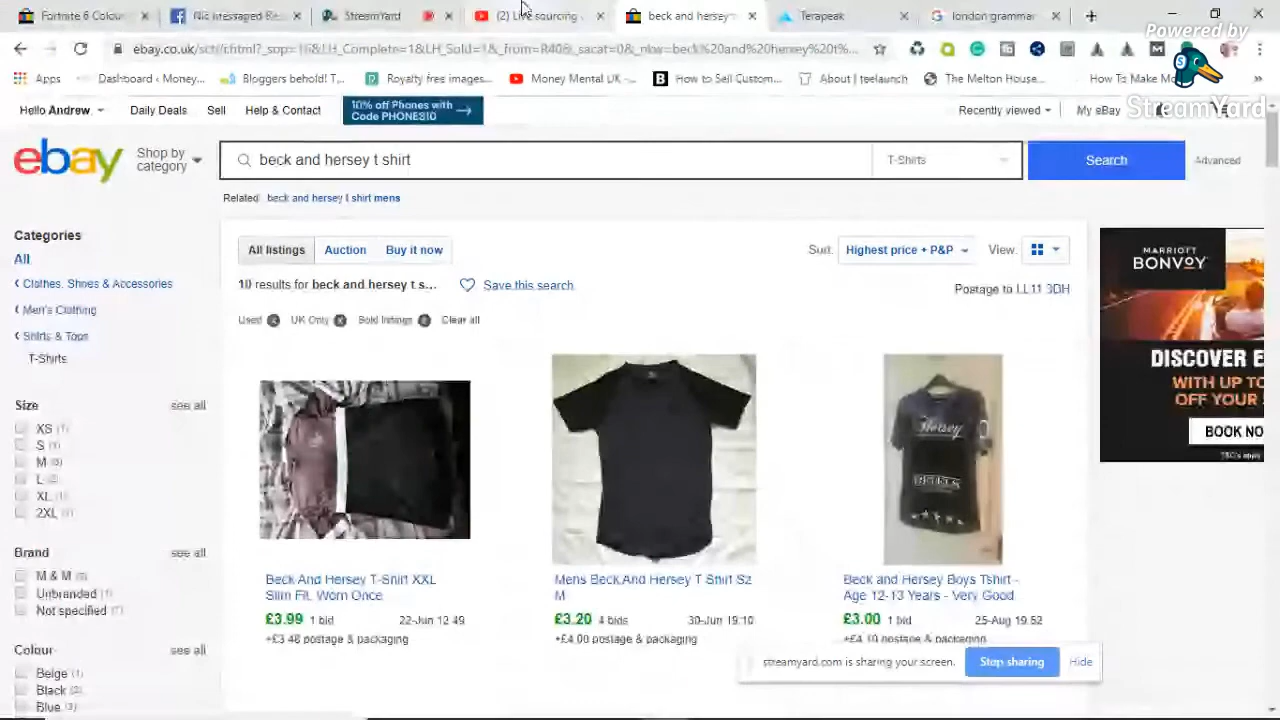 Fortnite 6 Colour
Nic messaged Re
StreamYard
(2) Live sourcing
beck and hersey
Terapeak
london grammar
ebay.co.uk/sch/i.html?_sop=16&LH_Complete=1&LH_Sold=1&_from=R40&_sacat=0&_nkw=beck%20and%20hersey%20t%...
Powered by
StreamYard
Apps
Dashboard ‹ Money...
Bloggers behold! T...
Royalty free images...
Money Mental UK -...
How to Sell Custom...
About | teelaunch
The Melton House...
How To Make Mo
Hello Andrew
Daily Deals
Sell
Help & Contact
10% off Phones with
Code PHONES10
Recently viewed
My eBay
ebay
Shop by
category
beck and hersey t shirt
T-Shirts
Search
Advanced
Related:
beck and hersey t shirt mens
Categories
All
Clothes, Shoes & Accessories
Men's Clothing
Shirts & Tops
T-Shirts
All listings
Auction
Buy it now
Sort:
Highest price + P&P
View:
10 results for beck and hersey t s...
Save this search
Postage to LL11 3DH
Used
UK Only
Sold listings
Clear all
Size
see all
XS (1)
S (1)
M (3)
XL (1)
2XL (1)
Brand
see all
M & M
Unbranded (1)
Not specified
Colour
see all
Beige (1)
Black (2)
Blue (3)
Hersey
Beck And Hersey T-Shirt XXL
Slim Fit, Worn Once
£3.99
1 bid
22-Jun 12:49
+£3.48 postage & packaging
Mens Beck And Hersey T Shirt Sz
M
£3.20
4 bids
30-Jun 19:10
+£4.00 postage & packaging
Beck and Hersey Boys Tshirt -
Age 12-13 Years - Very Good
£3.00
1 bid
25-Aug 19:52
+£4.10 postage & packaging
MARRIOTT
BONVOY
DISCOVER E
WITH UP TO
OFF YOUR
BOOK NO
streamyard.com is sharing your screen.
Stop sharing
Hide